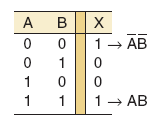 A B X
0 0 1 → A̅B̅
0 1 0
1 0 0
1 1 1 → AB